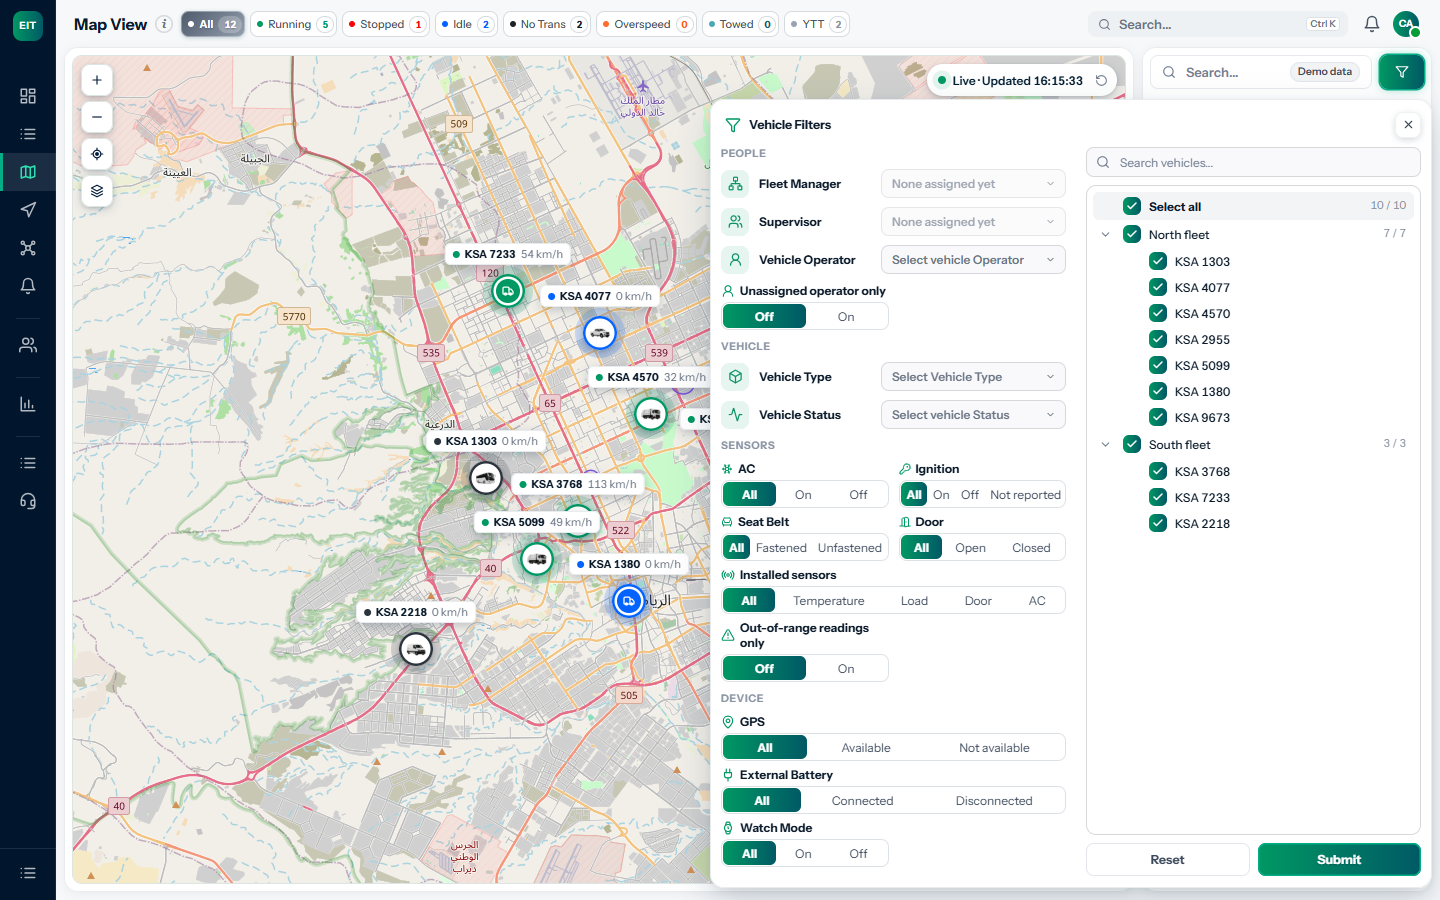 EIT
Map View
i
All 12
Running 5
Stopped 1
Idle 2
No Trans 2
Overspeed 0
Towed 0
YTT 2
Search...
Ctrl K
CA
Live · Updated 16:15:33
Search...
Demo data
مطار الملك
خالد الدولي
509
الجبيلة
العيينة
KSA 7233 54 km/h
120
KSA 4077 0 km/h
5770
535
539
KSA 4570 32 km/h
65
KS
الدرعية
KSA 1303 0 km/h
KSA 3768 113 km/h
KSA 5099 49 km/h
522
40
KSA 1380 0 km/h
KSA 2218 0 km/h
505
40
الحرس
الوطني
ديراب
Vehicle Filters
PEOPLE
Fleet Manager
None assigned yet
Supervisor
None assigned yet
Vehicle Operator
Select vehicle Operator
Unassigned operator only
Off On
VEHICLE
Vehicle Type
Select Vehicle Type
Vehicle Status
Select vehicle Status
SENSORS
AC
All On Off
Ignition
All On Off Not reported
Seat Belt
All Fastened Unfastened
Door
All Open Closed
Installed sensors
All Temperature Load Door AC
Out-of-range readings
only
Off On
DEVICE
GPS
All Available Not available
External Battery
All Connected Disconnected
Watch Mode
All On Off
Search vehicles...
Select all 10 / 10
North fleet 7 / 7
KSA 1303
KSA 4077
KSA 4570
KSA 2955
KSA 5099
KSA 1380
KSA 9673
South fleet 3 / 3
KSA 3768
KSA 7233
KSA 2218
Reset
Submit